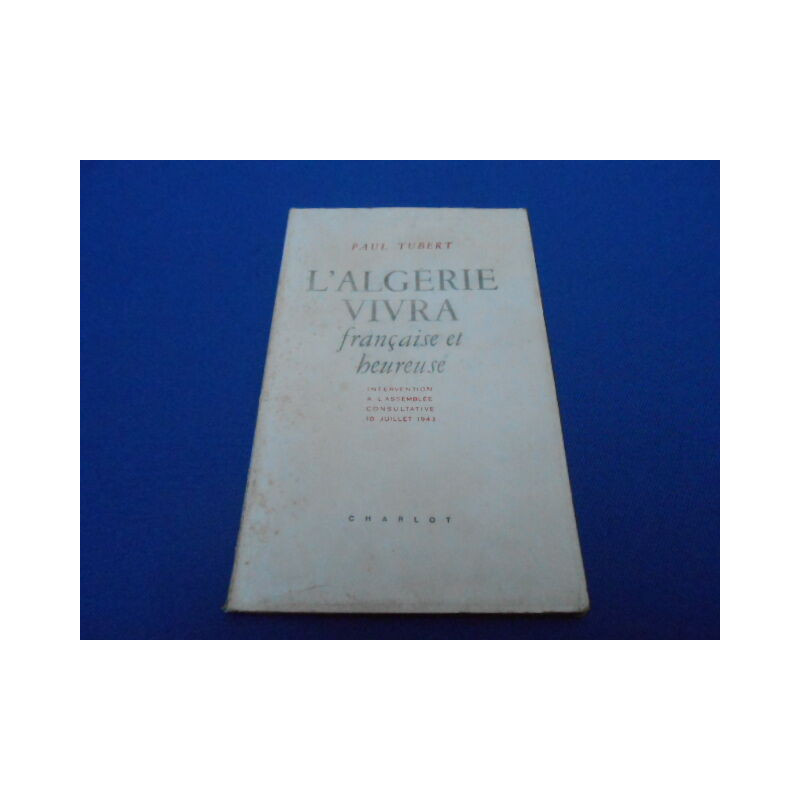 PAUL TUBERT
L'ALGÉRIE
VIVRA
française et
heureuse
INTERVENTION
A L'ASSEMBLÉE
CONSULTATIVE
10 JUILLET 1943
CHARLOT